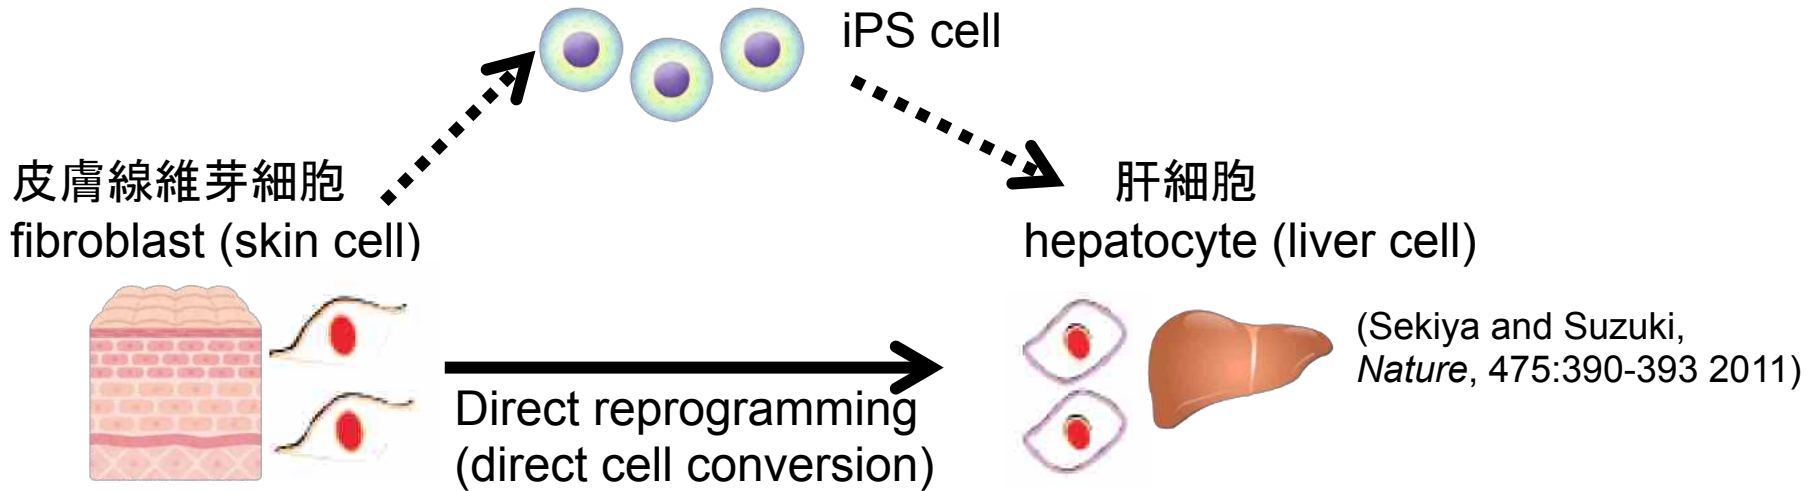 iPS cell
皮膚線維芽細胞
fibroblast (skin cell)
肝細胞
hepatocyte (liver cell)
(Sekiya and Suzuki,
Nature, 475:390-393 2011)
Direct reprogramming
(direct cell conversion)